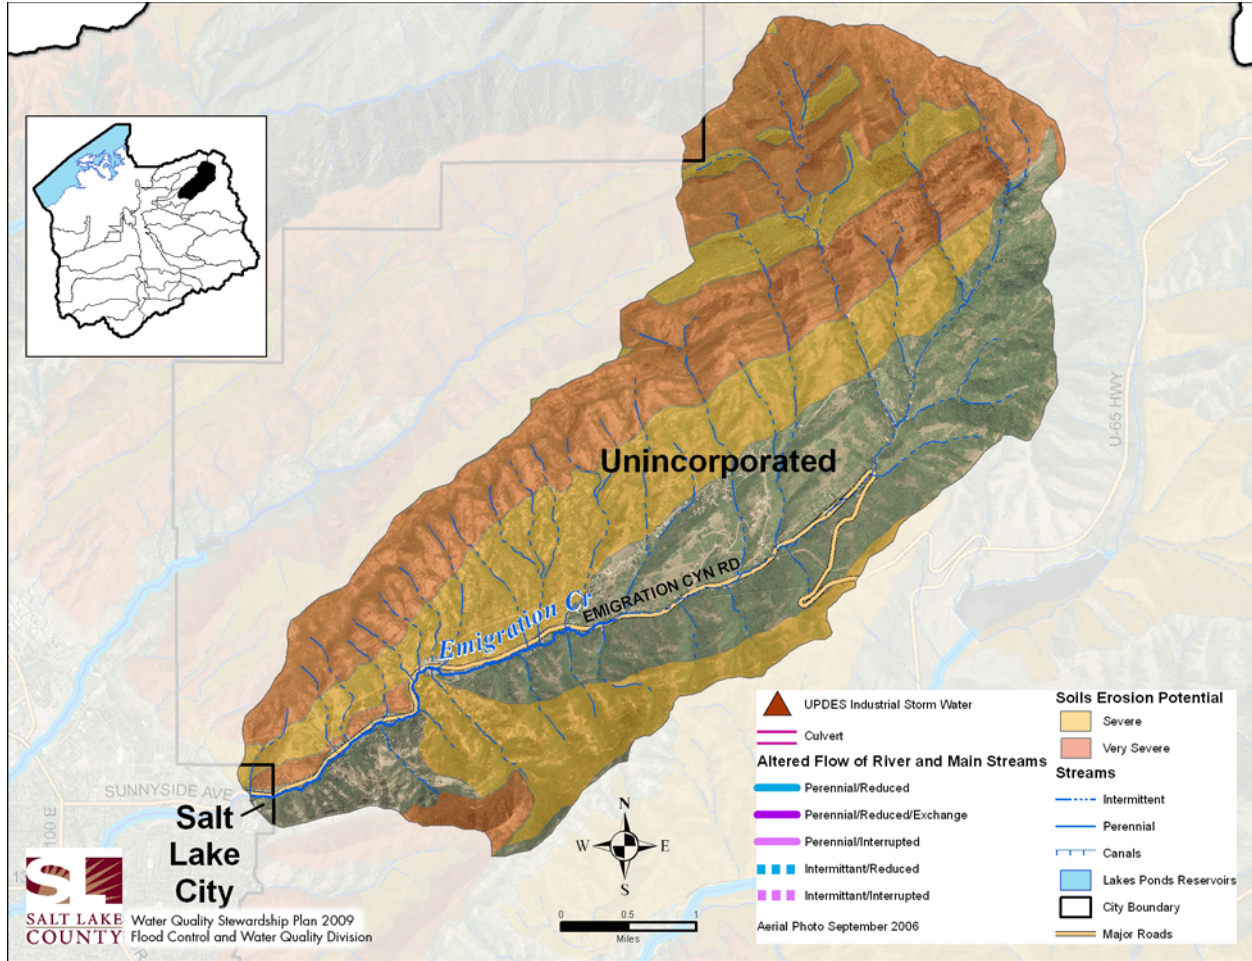 U-65 HWY
Unincorporated
EMIGRATION CYN RD
Emigration Cr
SUNNYSIDE AVE
Salt
Lake
City
N
W
E
S
0
0.5
1
Miles
SL
SALT LAKE
COUNTY
Water Quality Stewardship Plan 2009
Flood Control and Water Quality Division
UPDES Industrial Storm Water
Culvert
Altered Flow of River and Main Streams
Perennial/Reduced
Perennial/Reduced/Exchange
Perennial/Interrupted
Intermittant/Reduced
Intermittant/Interrupted
Aerial Photo September 2006
Soils Erosion Potential
Severe
Very Severe
Streams
Intermittent
Perennial
Canals
Lakes Ponds Reservoirs
City Boundary
Major Roads